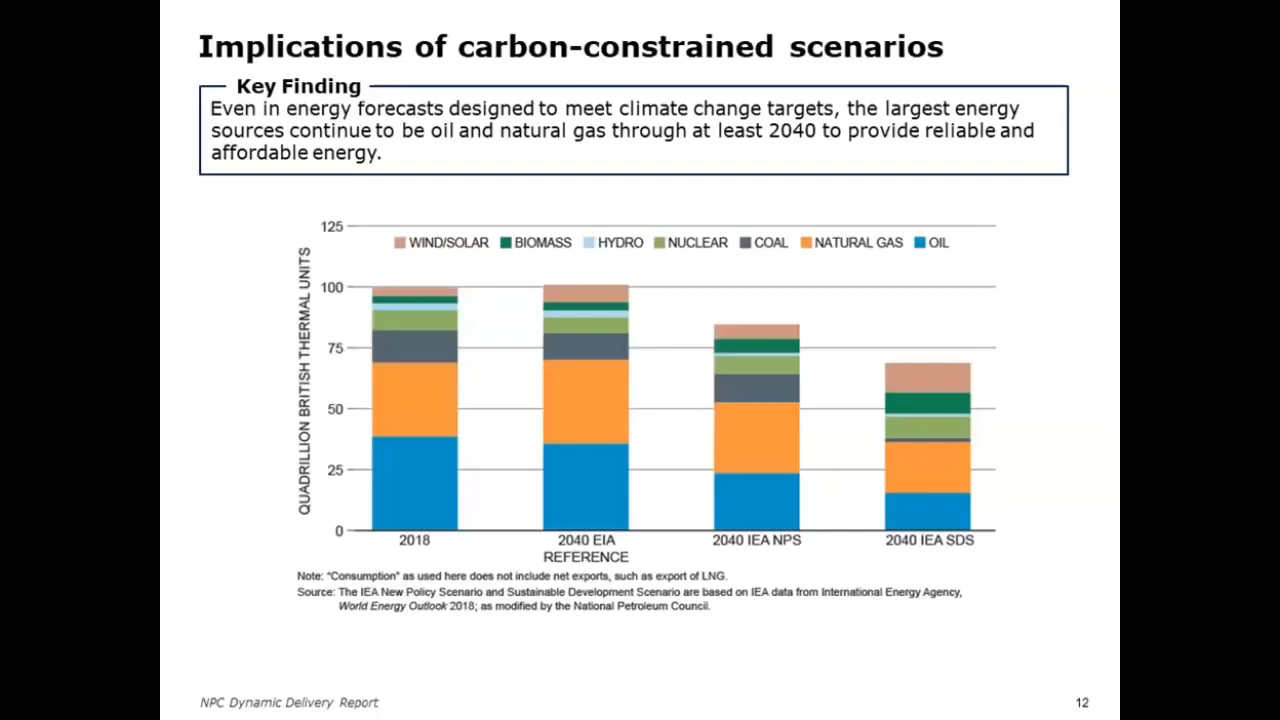 Implications of carbon-constrained scenarios
Key Finding
Even in energy forecasts designed to meet climate change targets, the largest energy
sources continue to be oil and natural gas through at least 2040 to provide reliable and
affordable energy.
125
WIND/SOLAR BIOMASS HYDRO NUCLEAR COAL NATURAL GAS OIL
QUADRILLION BRITISH THERMAL UNITS
100
75
50
25
0
2018
2040 EIA
REFERENCE
2040 IEA NPS
2040 IEA SDS
Note: “Consumption” as used here does not include net exports, such as export of LNG.
Source: The IEA New Policy Scenario and Sustainable Development Scenario are based on IEA data from International Energy Agency,
World Energy Outlook 2018; as modified by the National Petroleum Council.
NPC Dynamic Delivery Report
12